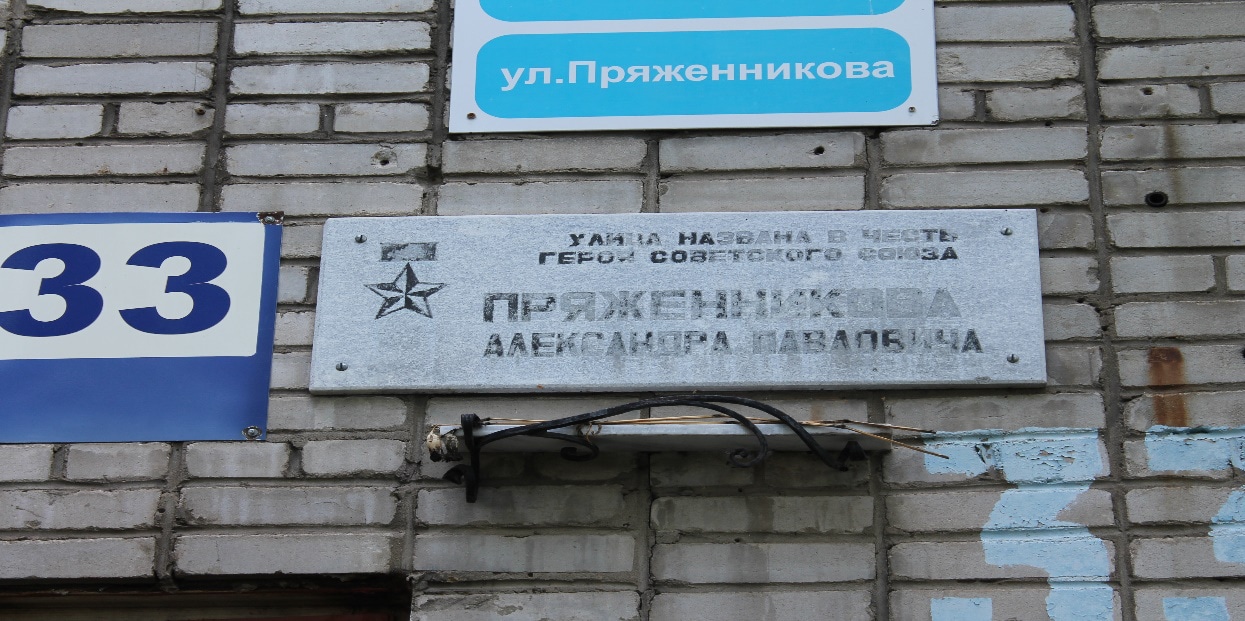 ул.Пряженникова
33
УЛИЦА НАЗВАНА В ЧЕСТЬ
ГЕРОЯ СОВЕТСКОГО СОЮЗА
ПРЯЖЕННИКОВА
АЛЕКСАНДРА ПАВЛОВИЧА